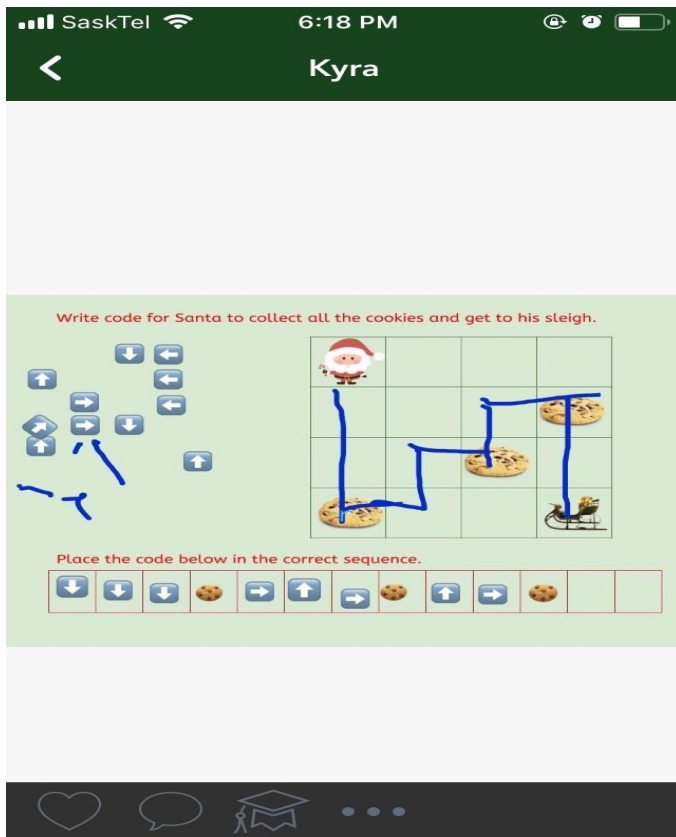 SaskTel 6:18 PM
Kyra
Write code for Santa to collect all the cookies and get to his sleigh.
Place the code below in the correct sequence.